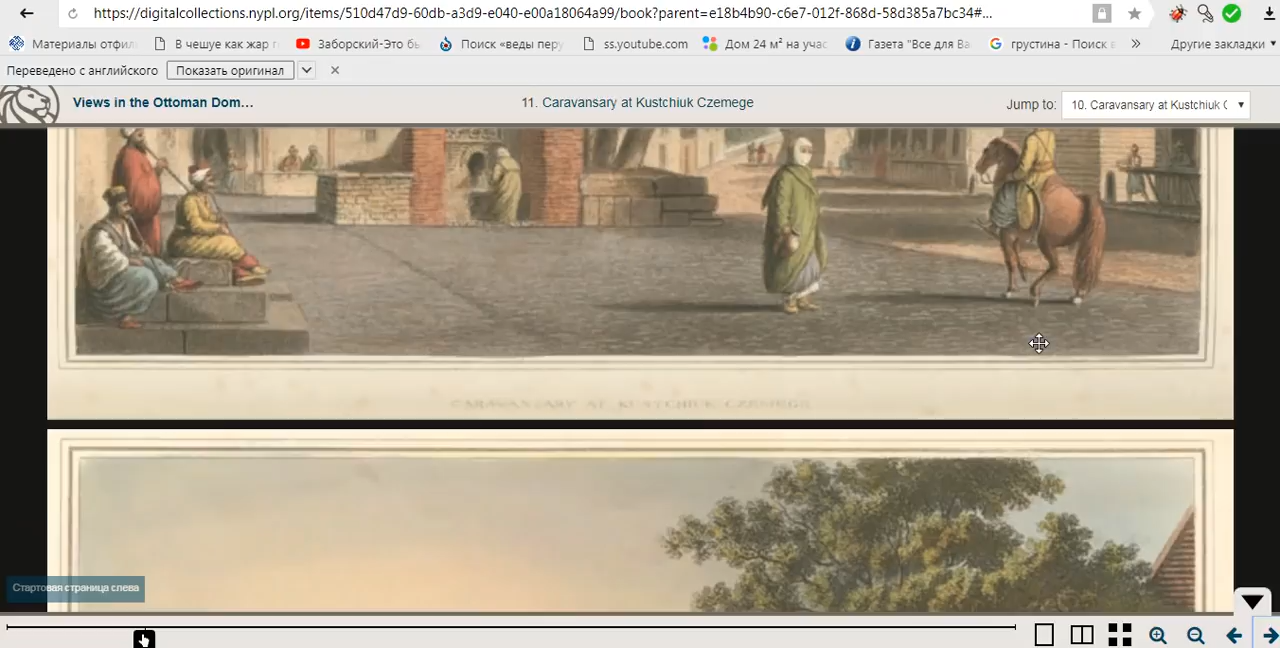 https://digitalcollections.nypl.org/items/510d47d9-60db-a3d9-e040-e00a18064a99/book?parent=e18b4b90-c6e7-012f-868d-58d385a7bc34#...
Материалы отфил В чешуе как жар г Заборский-Это бы Поиск «веды перу ss.youtube.com Дом 24 м² на учас Газета "Все для Ва грустина - Поиск в » Другие закладки
Переведено с английского Показать оригинал
Views in the Ottoman Dom... 11. Caravansary at Kustchiuk Czemege Jump to: 10. Caravansary at Kustchiuk C
CARAVANSARY AT KUSTCHIUK CZEMEGE
Стартовая страница слева